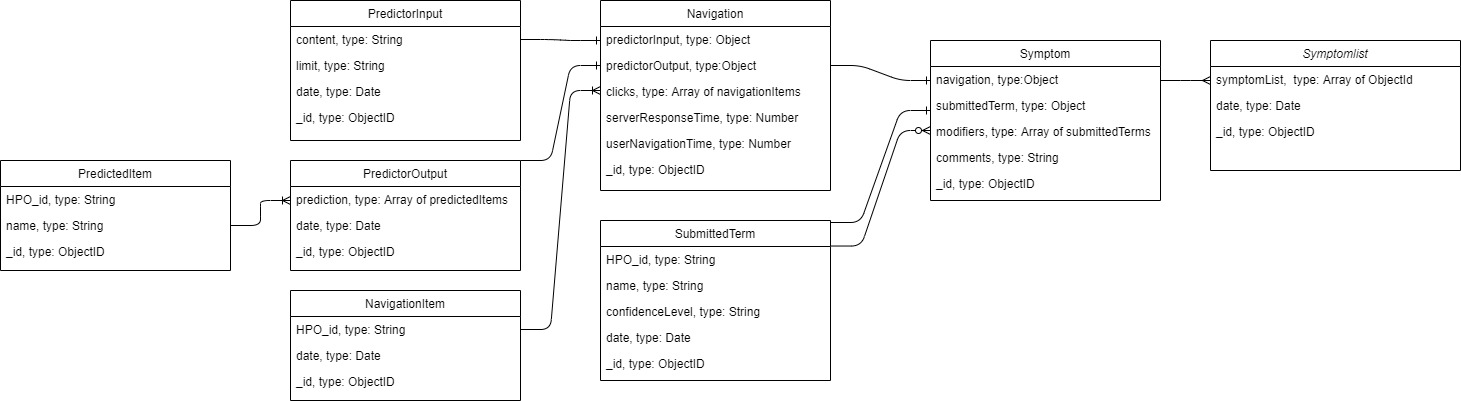 PredictorInput
content, type: String
limit, type: String
date, type: Date
_id, type: ObjectID
Navigation
predictorInput, type: Object
predictorOutput, type:Object
clicks, type: Array of navigationItems
serverResponseTime, type: Number
userNavigationTime, type: Number
_id, type: ObjectID
Symptom
navigation, type:Object
submittedTerm, type: Object
modifiers, type: Array of submittedTerms
comments, type: String
_id, type: ObjectID
Symptomlist
symptomList, type: Array of ObjectId
date, type: Date
_id, type: ObjectID
PredictedItem
HPO_id, type: String
name, type: String
_id, type: ObjectID
PredictorOutput
prediction, type: Array of predictedItems
date, type: Date
_id, type: ObjectID
SubmittedTerm
HPO_id, type: String
name, type: String
confidenceLevel, type: String
date, type: Date
_id, type: ObjectID
NavigationItem
HPO_id, type: String
date, type: Date
_id, type: ObjectID